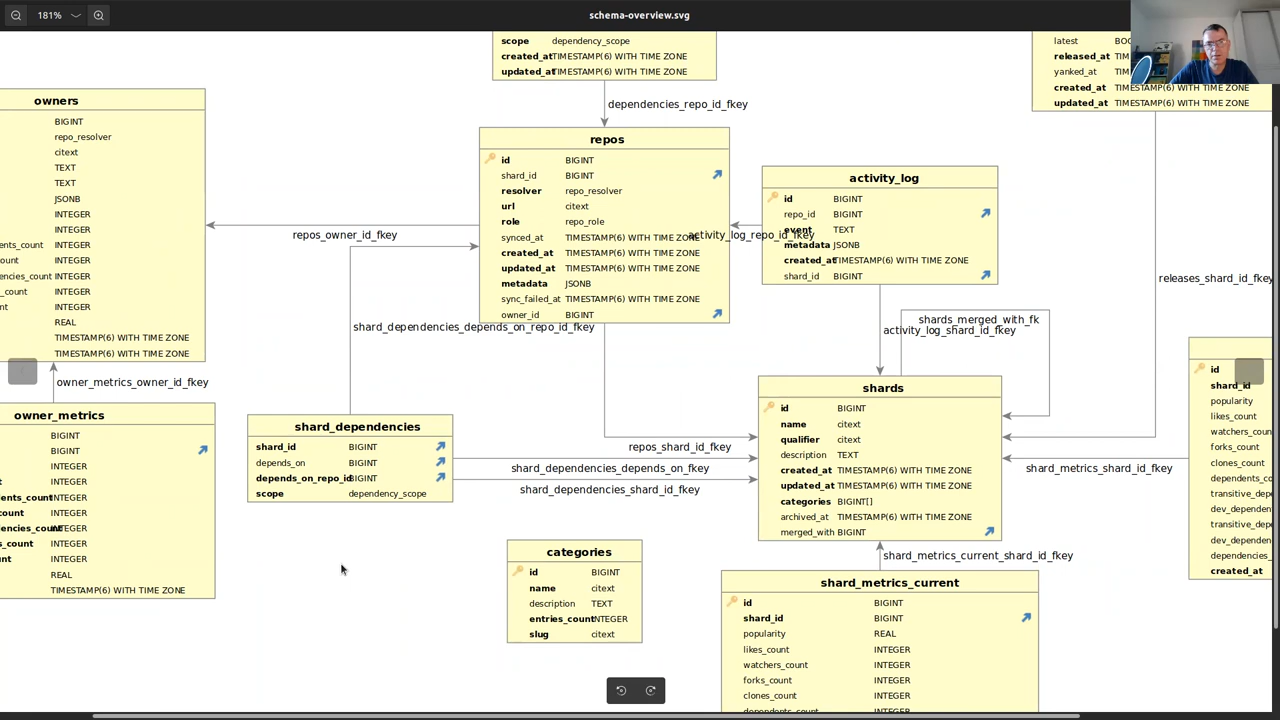 181%
schema-overview.svg
scope dependency_scope
created_at TIMESTAMP(6) WITH TIME ZONE
updated_at TIMESTAMP(6) WITH TIME ZONE
dependencies_repo_id_fkey
latest
released_at
yanked_at
created_at TIMESTAMP(6) WITH TIME ZONE
updated_at TIMESTAMP(6) WITH TIME ZONE
releases_shard_id_fkey
owners
BIGINT
repo_resolver
citext
TEXT
TEXT
JSONB
INTEGER
INTEGER
INTEGER
INTEGER
INTEGER
INTEGER
INTEGER
REAL
TIMESTAMP(6) WITH TIME ZONE
TIMESTAMP(6) WITH TIME ZONE
owner_metrics_owner_id_fkey
repos_owner_id_fkey
repos
id BIGINT
shard_id BIGINT
resolver repo_resolver
url citext
role repo_role
synced_at TIMESTAMP(6) WITH TIME ZONE
created_at TIMESTAMP(6) WITH TIME ZONE
updated_at TIMESTAMP(6) WITH TIME ZONE
metadata JSONB
sync_failed_at TIMESTAMP(6) WITH TIME ZONE
owner_id BIGINT
activity_log_repo_id_fkey
activity_log
id BIGINT
repo_id BIGINT
event TEXT
metadata JSONB
created_at TIMESTAMP(6) WITH TIME ZONE
shard_id BIGINT
shards_merged_with_fk
activity_log_shard_id_fkey
shard_dependencies_depends_on_repo_id_fkey
owner_metrics
BIGINT
BIGINT
INTEGER
INTEGER
INTEGER
INTEGER
INTEGER
INTEGER
INTEGER
REAL
TIMESTAMP(6) WITH TIME ZONE
shard_dependencies
shard_id BIGINT
depends_on BIGINT
depends_on_repo_id BIGINT
scope dependency_scope
repos_shard_id_fkey
shard_dependencies_depends_on_fkey
shard_dependencies_shard_id_fkey
shards
id BIGINT
name citext
qualifier citext
description TEXT
created_at TIMESTAMP(6) WITH TIME ZONE
updated_at TIMESTAMP(6) WITH TIME ZONE
categories BIGINT[]
archived_at TIMESTAMP(6) WITH TIME ZONE
merged_with BIGINT
shard_metrics_shard_id_fkey
id
shard_id
popularity
likes_count
forks_count
clones_count
created_at
categories
id BIGINT
name citext
description TEXT
entries_count INTEGER
slug citext
shard_metrics_current_shard_id_fkey
shard_metrics_current
id BIGINT
shard_id BIGINT
popularity REAL
likes_count INTEGER
watchers_count INTEGER
forks_count INTEGER
clones_count INTEGER
dependents_count INTEGER